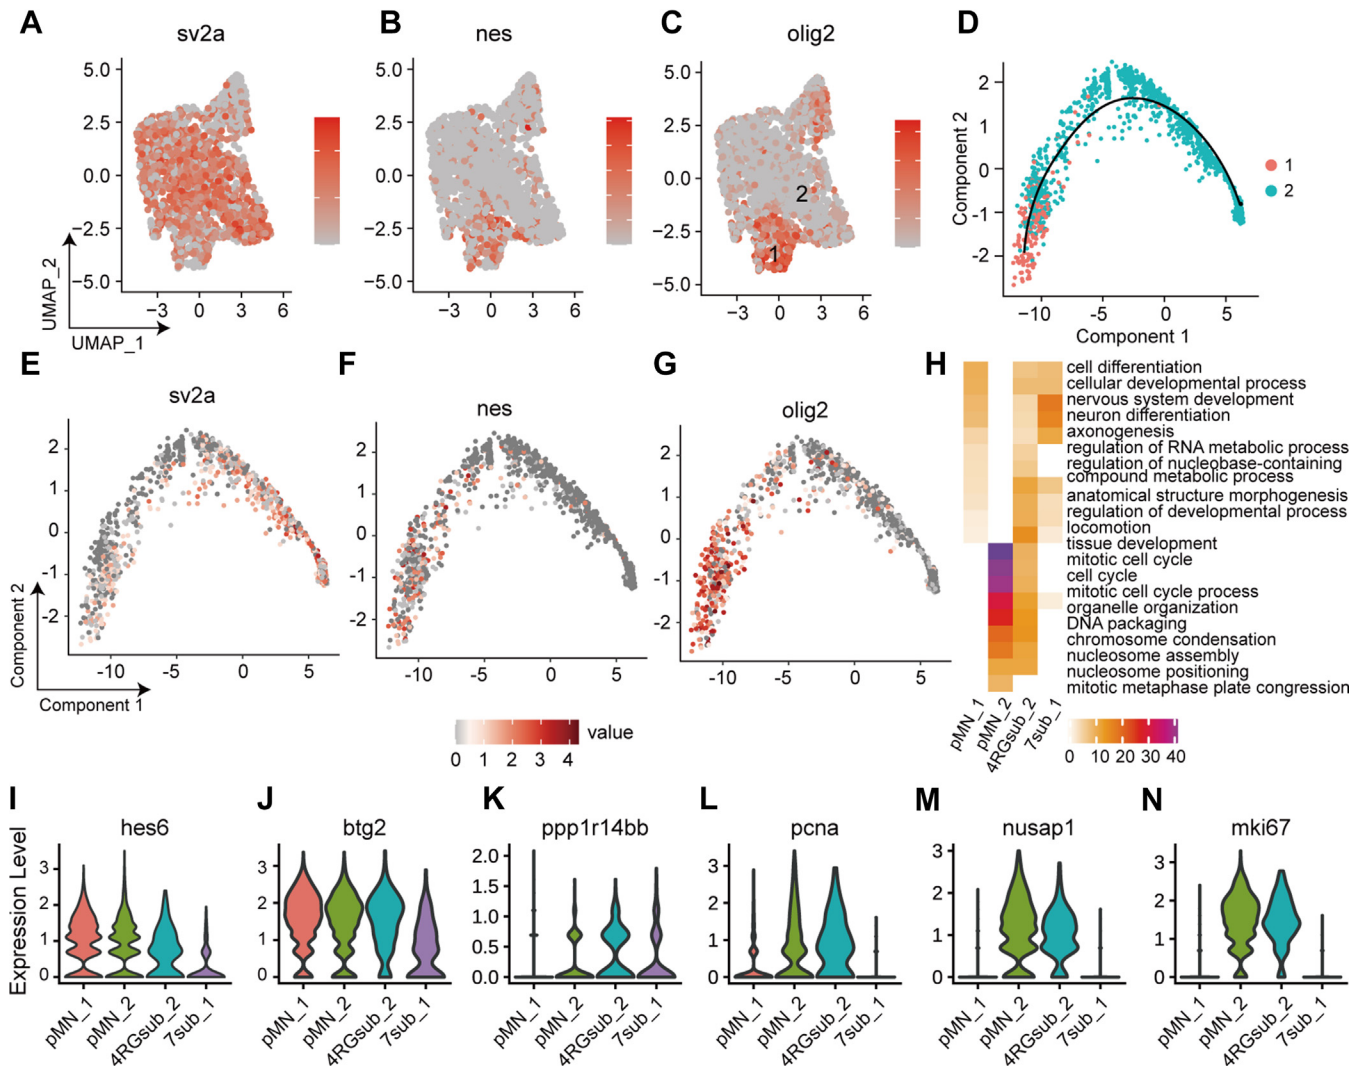 A
B
C
D
sv2a
nes
olig2
5.0
2.5
0.0
−2.5
−5.0
−3
0
3
6
UMAP_2
UMAP_1
5.0
2.5
0.0
−2.5
−5.0
−3
0
3
6
5.0
2.5
0.0
−2.5
−5.0
−3
0
3
6
2
1
Component 2
2
1
0
-1
-2
−10
-5
0
5
Component 1
1
2
E
F
G
H
sv2a
nes
olig2
2
1
0
-1
-2
-10
-5
0
5
Component 2
Component 1
2
1
0
-1
-2
-10
-5
0
5
2
1
0
-1
-2
-10
-5
0
5
0
1
2
3
4
value
cell differentiation
cellular developmental process
nervous system development
neuron differentiation
axonogenesis
regulation of RNA metabolic process
regulation of nucleobase-containing
compound metabolic process
anatomical structure morphogenesis
regulation of developmental process
locomotion
tissue development
mitotic cell cycle
cell cycle
mitotic cell cycle process
organelle organization
DNA packaging
chromosome condensation
nucleosome assembly
nucleosome positioning
mitotic metaphase plate congression
pMN_1
pMN_2
4RGsub_2
7sub_1
0
10
20
30
40
I
J
K
L
M
N
hes6
btg2
ppp1r14bb
pcna
nusap1
mki67
Expression Level
3
2
1
0
pMN_1
pMN_2
4RGsub_2
7sub_1
3
2
1
0
pMN_1
pMN_2
4RGsub_2
7sub_1
2.0
1.5
1.0
0.5
0.0
pMN_1
pMN_2
4RGsub_2
7sub_1
3
2
1
0
pMN_1
pMN_2
4RGsub_2
7sub_1
3
2
1
0
pMN_1
pMN_2
4RGsub_2
7sub_1
3
2
1
0
pMN_1
pMN_2
4RGsub_2
7sub_1